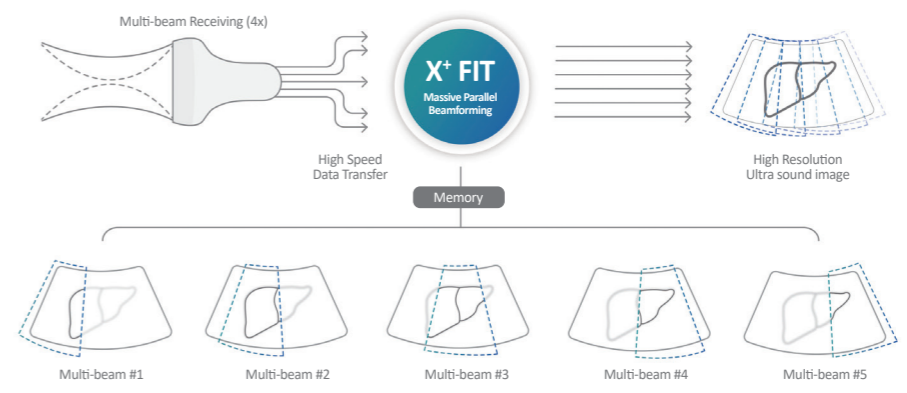 Multi-beam Receiving (4x)
X⁺ FIT
Massive Parallel
Beamforming
High Speed
Data Transfer
High Resolution
Ultra sound image
Memory
Multi-beam #1
Multi-beam #2
Multi-beam #3
Multi-beam #4
Multi-beam #5